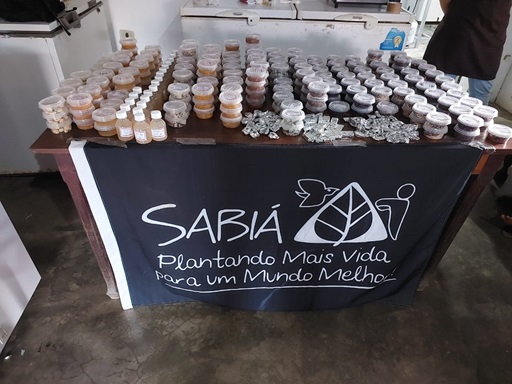 SABIÁ
Plantando Mais Vida
para um Mundo Melhor